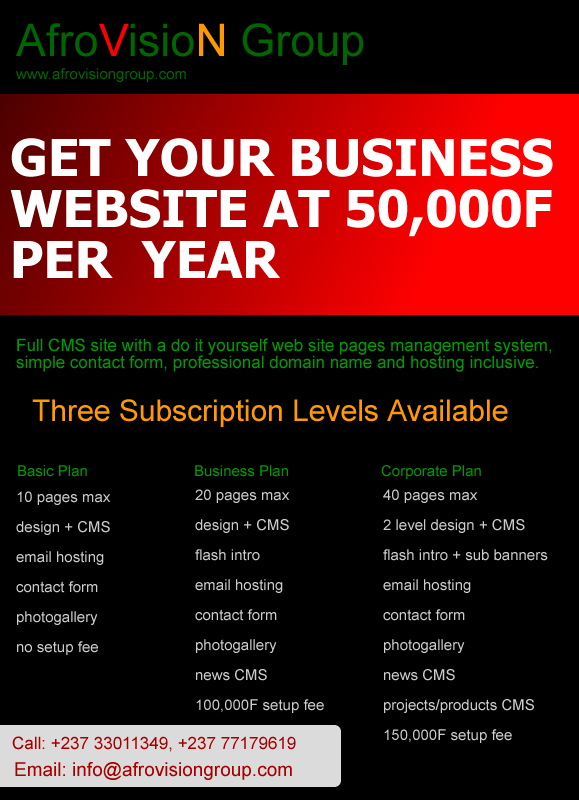 AfroVisioN Group
www.afrovisiongroup.com
GET YOUR BUSINESS
WEBSITE AT 50,000F
PER YEAR
Full CMS site with a do it yourself web site pages management system,
simple contact form, professional domain name and hosting inclusive.
Three Subscription Levels Available
Basic Plan
10 pages max
design + CMS
email hosting
contact form
photogallery
no setup fee
Business Plan
20 pages max
design + CMS
flash intro
email hosting
contact form
photogallery
news CMS
100,000F setup fee
Corporate Plan
40 pages max
2 level design + CMS
flash intro + sub banners
email hosting
contact form
photogallery
news CMS
projects/products CMS
150,000F setup fee
Call: +237 33011349, +237 77179619
Email: info@afrovisiongroup.com